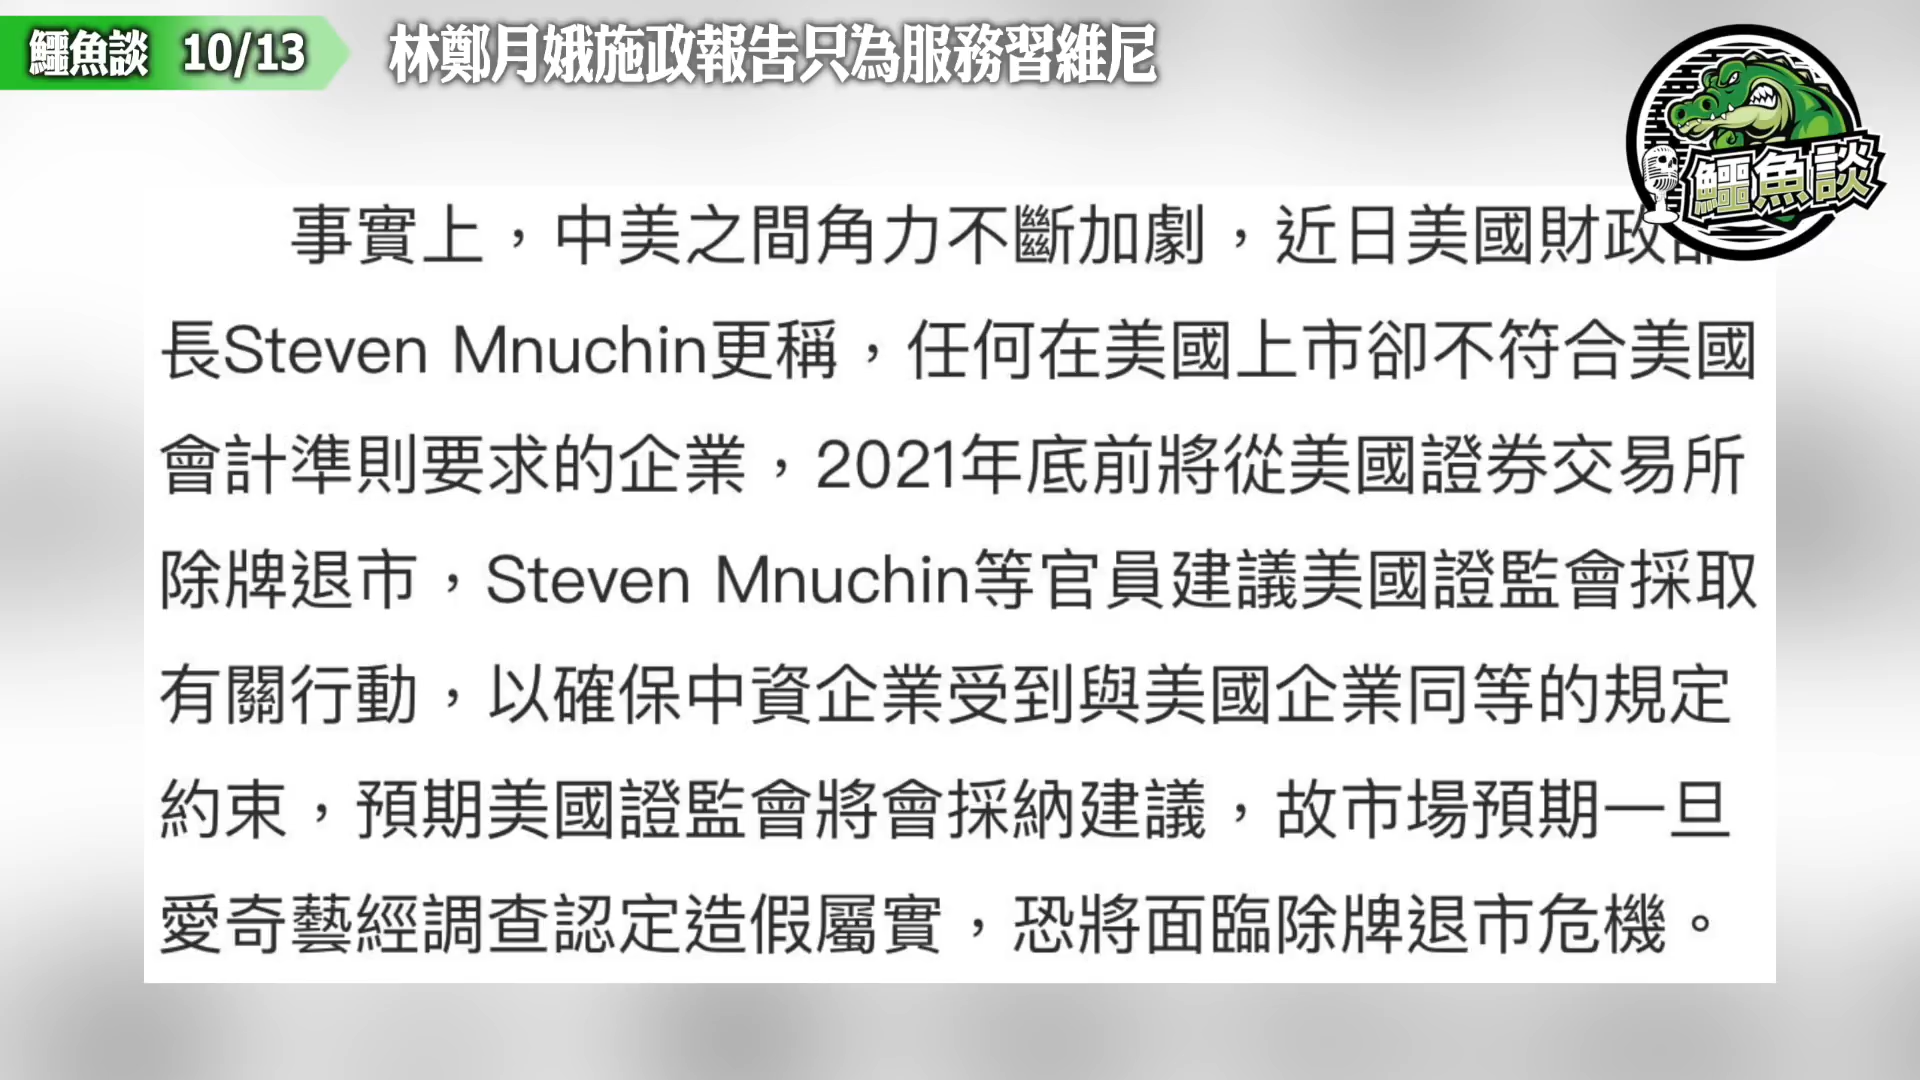 鱷魚談 10/13 林鄭月娥施政報告只為服務習維尼
鱷魚談
事實上，中美之間角力不斷加劇，近日美國財政部
長Steven Mnuchin更稱，任何在美國上市卻不符合美國
會計準則要求的企業，2021年底前將從美國證券交易所
除牌退市，Steven Mnuchin等官員建議美國證監會採取
有關行動，以確保中資企業受到與美國企業同等的規定
約束，預期美國證監會將會採納建議，故市場預期一旦
愛奇藝經調查認定造假屬實，恐將面臨除牌退市危機。